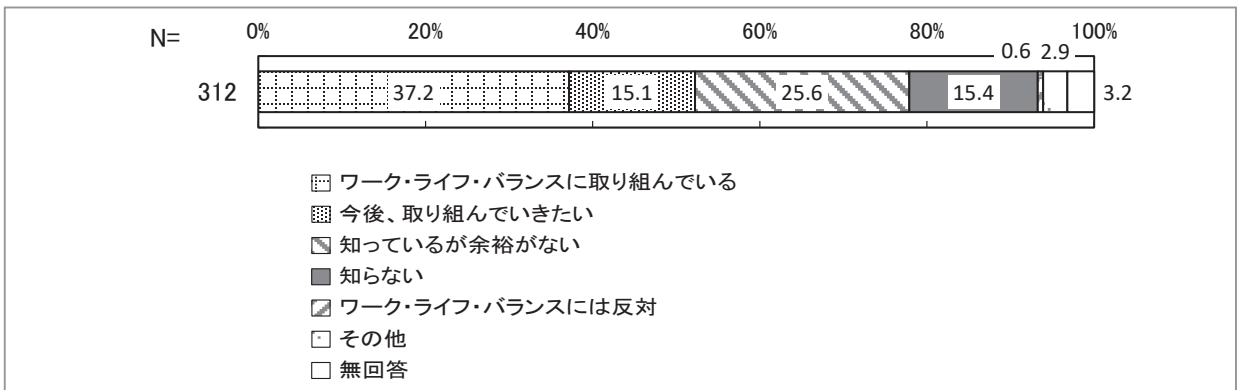 N=
0% 20% 40% 60% 80% 100%
0.6 2.9
312 37.2 15.1 25.6 15.4 3.2
ワーク・ライフ・バランスに取り組んでいる
今後、取り組んでいきたい
知っているが余裕がない
知らない
ワーク・ライフ・バランスには反対
その他
無回答